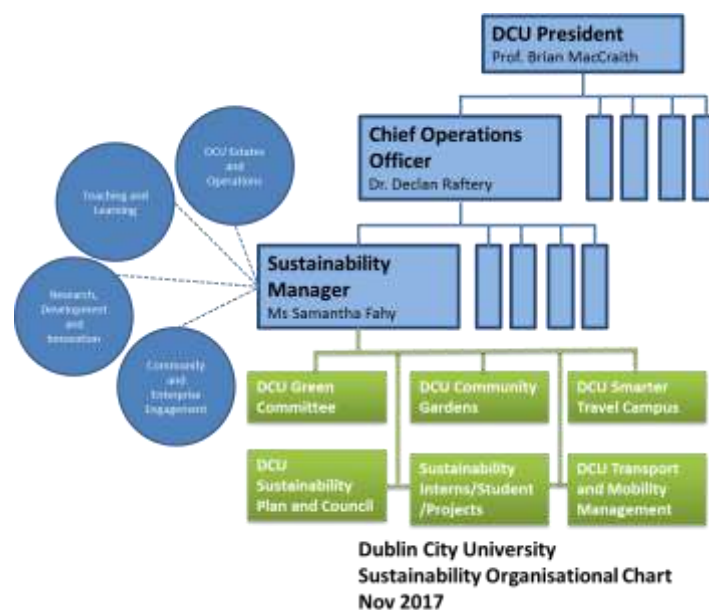 DCU President
Prof. Brian MacCraith
Chief Operations
Officer
Dr. Declan Raftery
DCU Estates
and
Operations
Teaching and
Learning
Research,
Development
and
Innovation
Community
and
Enterprise
Engagement
Sustainability
Manager
Ms Samantha Fahy
DCU Green
Committee
DCU Community
Gardens
DCU Smarter
Travel Campus
DCU
Sustainability
Plan and Council
Sustainability
Interns/Student
/Projects
DCU Transport
and Mobility
Management
Dublin City University
Sustainability Organisational Chart
Nov 2017